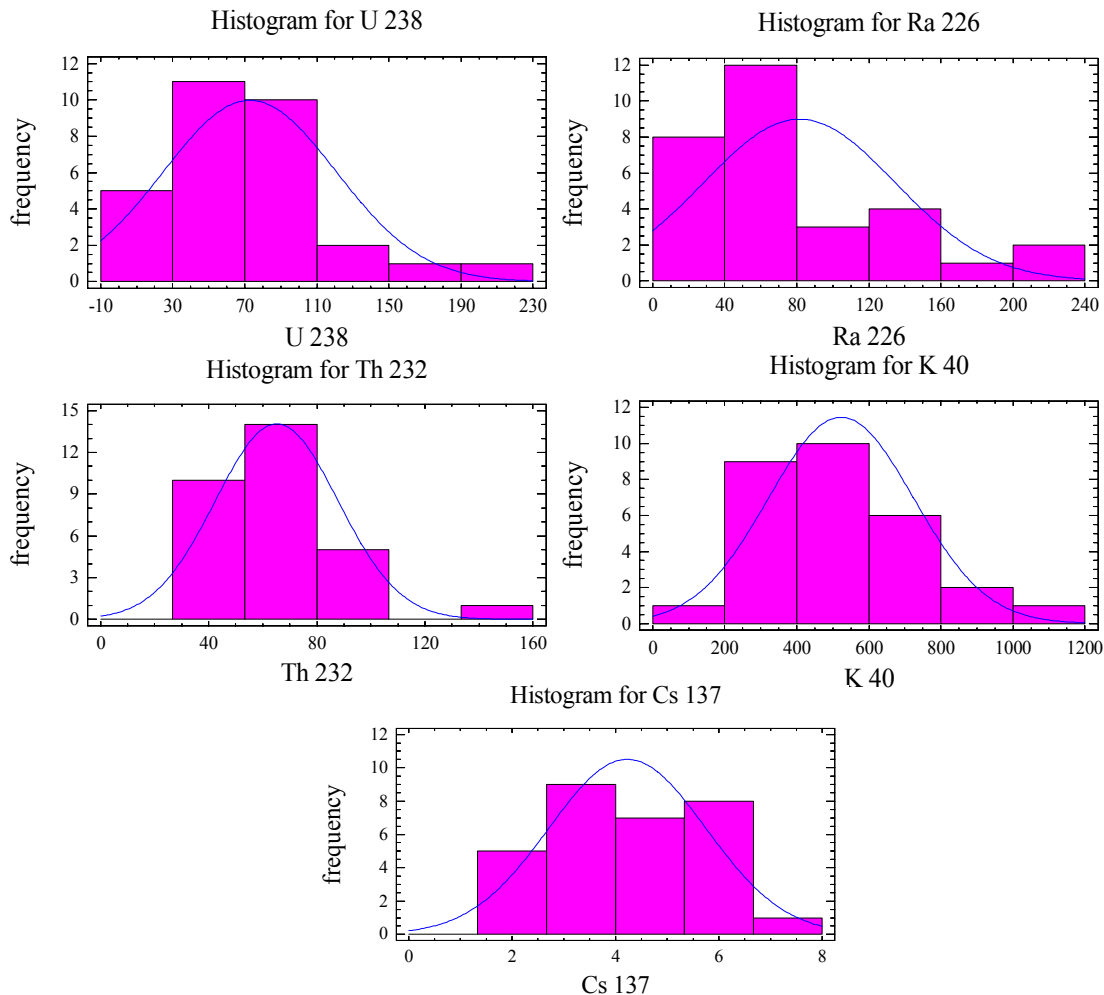 Histogram for U 238
frequency
12
10
8
6
4
2
0
-10 30 70 110 150 190 230
U 238
Histogram for Ra 226
frequency
12
10
8
6
4
2
0
0 40 80 120 160 200 240
Ra 226
Histogram for Th 232
frequency
15
12
9
6
3
0
0 40 80 120 160
Th 232
Histogram for K 40
frequency
12
10
8
6
4
2
0
0 200 400 600 800 1000 1200
K 40
Histogram for Cs 137
frequency
12
10
8
6
4
2
0
0 2 4 6 8
Cs 137